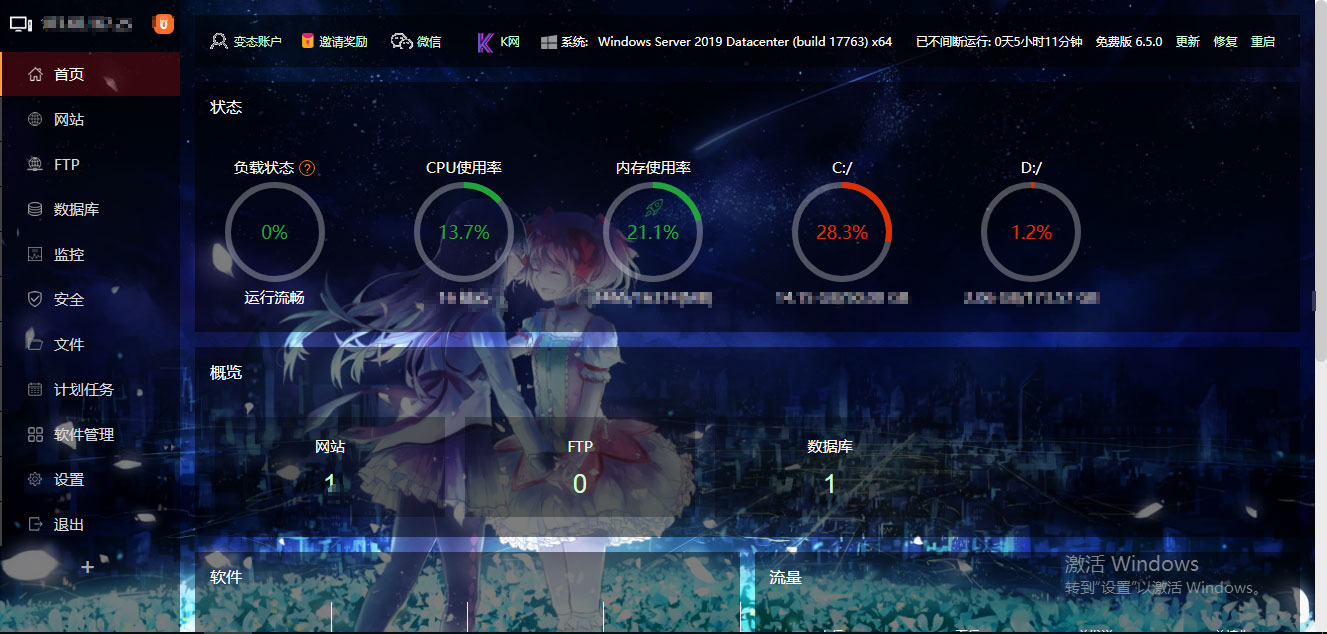 变态账户 邀请奖励 微信 K网 系统: Windows Server 2019 Datacenter (build 17763) x64 已不间断运行: 0天5小时11分钟 免费版 6.5.0 更新 修复 重启
首页
网站
FTP
数据库
监控
安全
文件
计划任务
软件管理
设置
退出
+
状态
负载状态 ? CPU使用率 内存使用率 C:/ D:/
0% 13.7% 21.1% 28.3% 1.2%
运行流畅
概览
网站 FTP 数据库
1 0 1
软件 流量
激活 Windows
转到"设置"以激活 Windows。